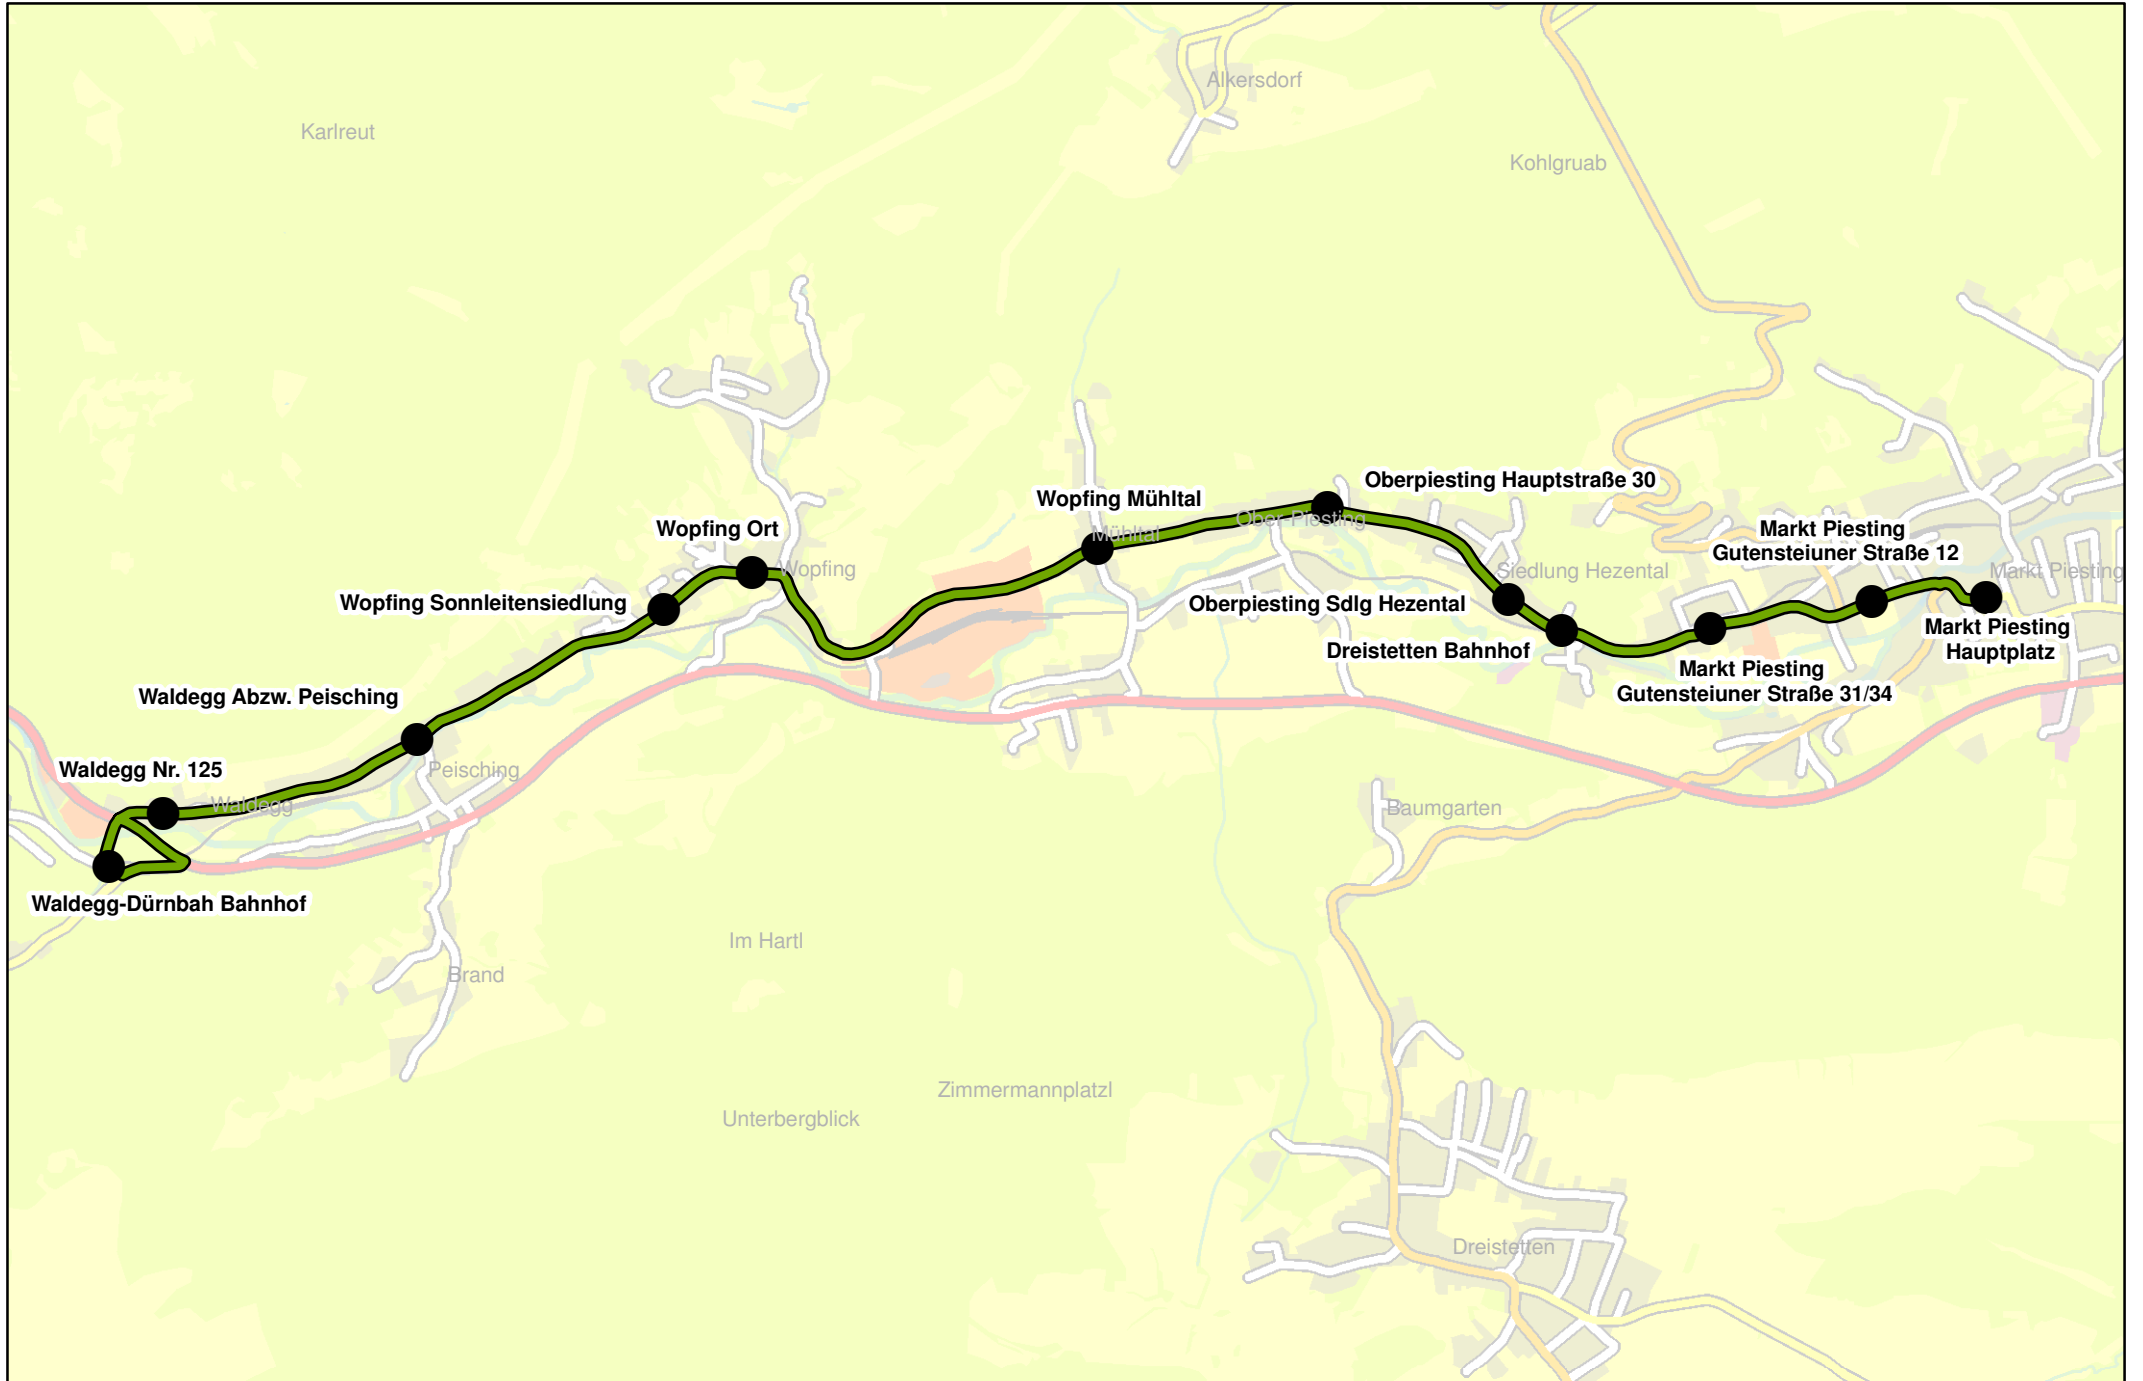 Alkersdorf
Karlreut
Kohlgruab
Oberpiesting Hauptstraße 30
Wopfing Mühltal
Ober-Piesting
Wopfing Ort
Mühltal
Markt Piesting
Gutensteiuner Straße 12
Wopfing
Siedlung Hezental
Markt Piesting
Wopfing Sonnleitensiedlung
Oberpiesting Sdlg Hezental
Markt Piesting
Hauptplatz
Dreistetten Bahnhof
Markt Piesting
Gutensteiuner Straße 31/34
Waldegg Abzw. Peisching
Waldegg Nr. 125
Peisching
Waldegg
Baumgarten
Waldegg-Dürnbah Bahnhof
Im Hartl
Brand
Zimmermannplatzl
Unterbergblick
Dreistetten